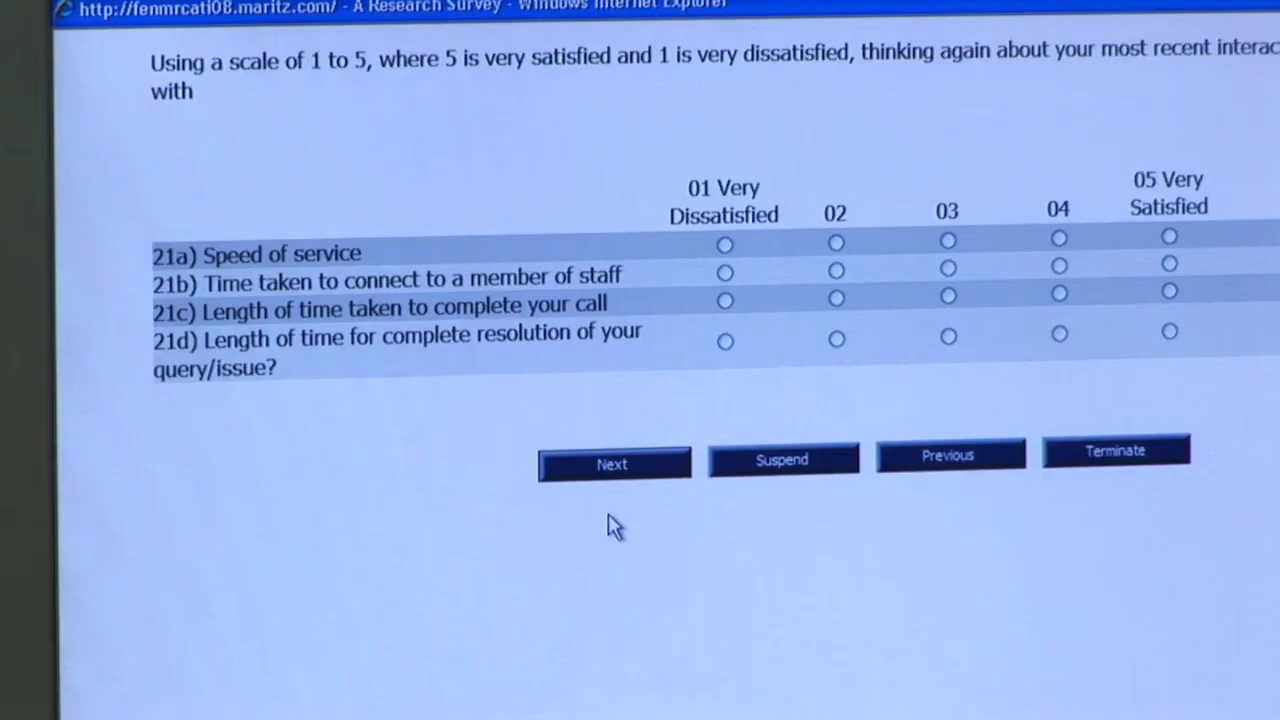 http://fenmrcati08.maritz.com/ - A Research Survey - Windows Internet Explorer
Using a scale of 1 to 5, where 5 is very satisfied and 1 is very dissatisfied, thinking again about your most recent interac
with
01 Very
Dissatisfied
02
03
04
05 Very
Satisfied
21a) Speed of service
21b) Time taken to connect to a member of staff
21c) Length of time taken to complete your call
21d) Length of time for complete resolution of your
query/issue?
Next
Suspend
Previous
Terminate